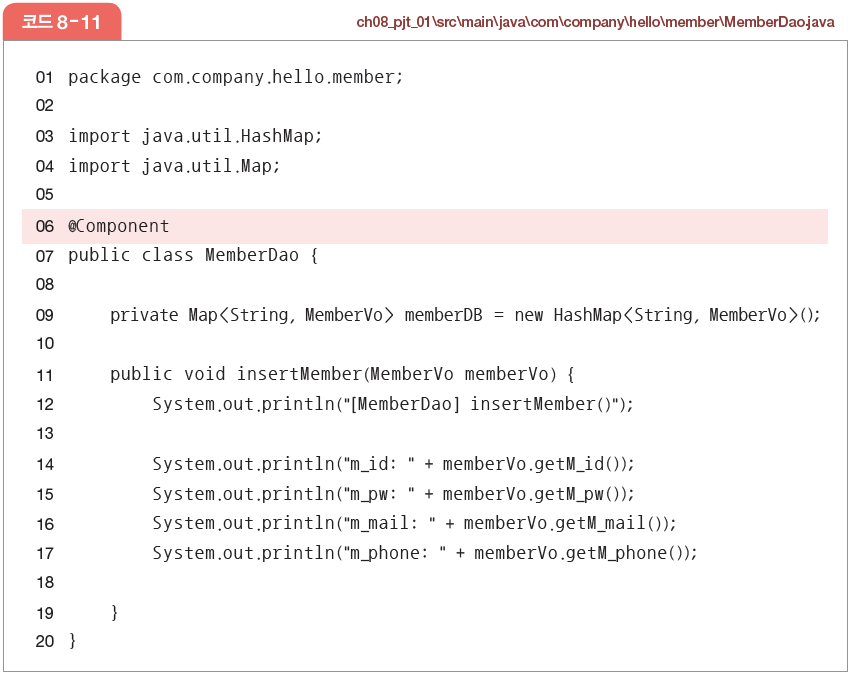 코드 8-11
ch08_pjt_01\src\main\java\com\company\hello\member\MemberDao.java
01 package com.company.hello.member;
02
03 import java.util.HashMap;
04 import java.util.Map;
05
06 @Component
07 public class MemberDao {
08
09 private Map<String, MemberVo> memberDB = new HashMap<String, MemberVo>();
10
11 public void insertMember(MemberVo memberVo) {
12 System.out.println("[MemberDao] insertMember()");
13
14 System.out.println("m_id: " + memberVo.getM_id());
15 System.out.println("m_pw: " + memberVo.getM_pw());
16 System.out.println("m_mail: " + memberVo.getM_mail());
17 System.out.println("m_phone: " + memberVo.getM_phone());
18
19 }
20 }